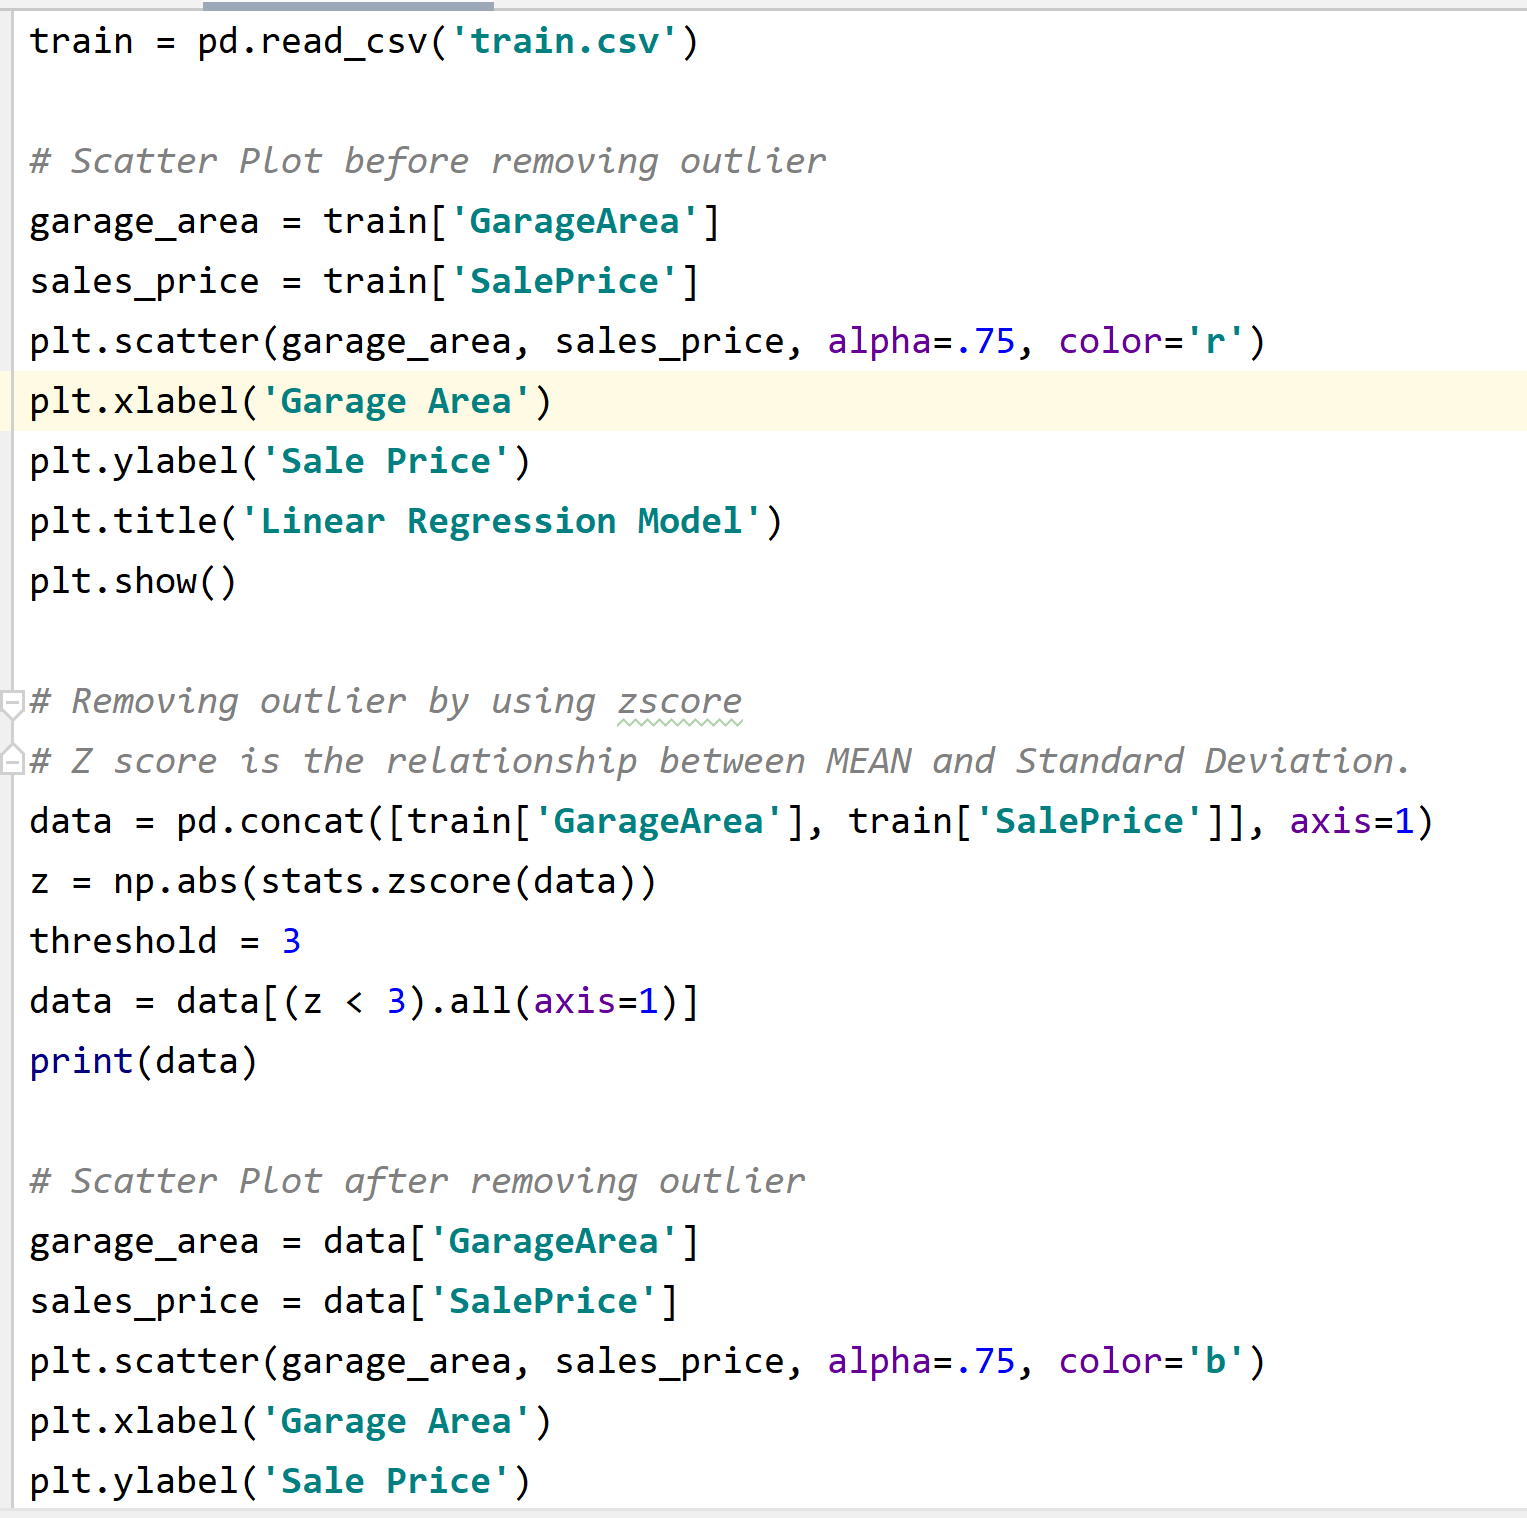 train = pd.read_csv('train.csv')
# Scatter Plot before removing outlier
garage_area = train['GarageArea']
sales_price = train['SalePrice']
plt.scatter(garage_area, sales_price, alpha=.75, color='r')
plt.xlabel('Garage Area')
plt.ylabel('Sale Price')
plt.title('Linear Regression Model')
plt.show()
# Removing outlier by using zscore
# Z score is the relationship between MEAN and Standard Deviation.
data = pd.concat([train['GarageArea'], train['SalePrice']], axis=1)
z = np.abs(stats.zscore(data))
threshold = 3
data = data[(z < 3).all(axis=1)]
print(data)
# Scatter Plot after removing outlier
garage_area = data['GarageArea']
sales_price = data['SalePrice']
plt.scatter(garage_area, sales_price, alpha=.75, color='b')
plt.xlabel('Garage Area')
plt.ylabel('Sale Price')